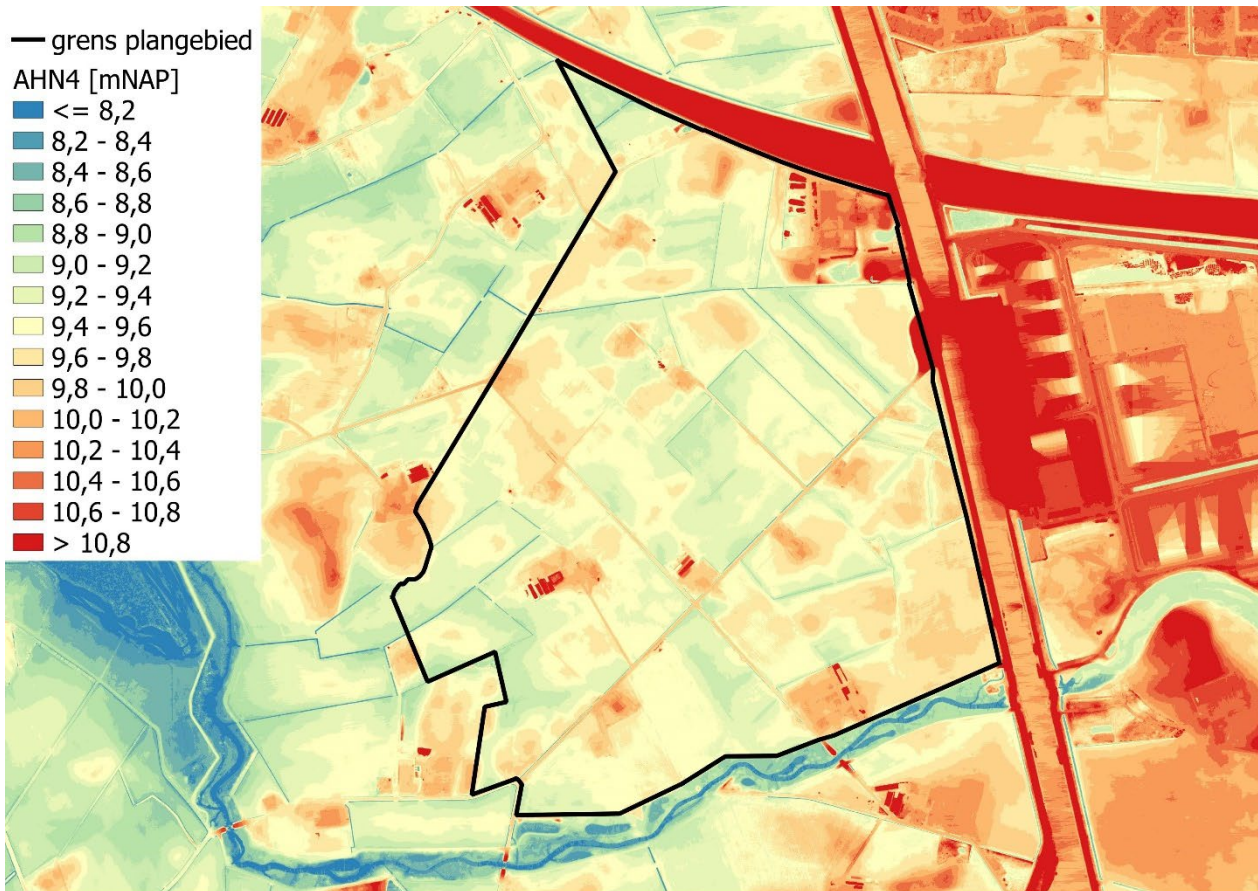 grens plangebied
AHN4 [mNAP]
<= 8,2
8,2 - 8,4
8,4 - 8,6
8,6 - 8,8
8,8 - 9,0
9,0 - 9,2
9,2 - 9,4
9,4 - 9,6
9,6 - 9,8
9,8 - 10,0
10,0 - 10,2
10,2 - 10,4
10,4 - 10,6
10,6 - 10,8
> 10,8